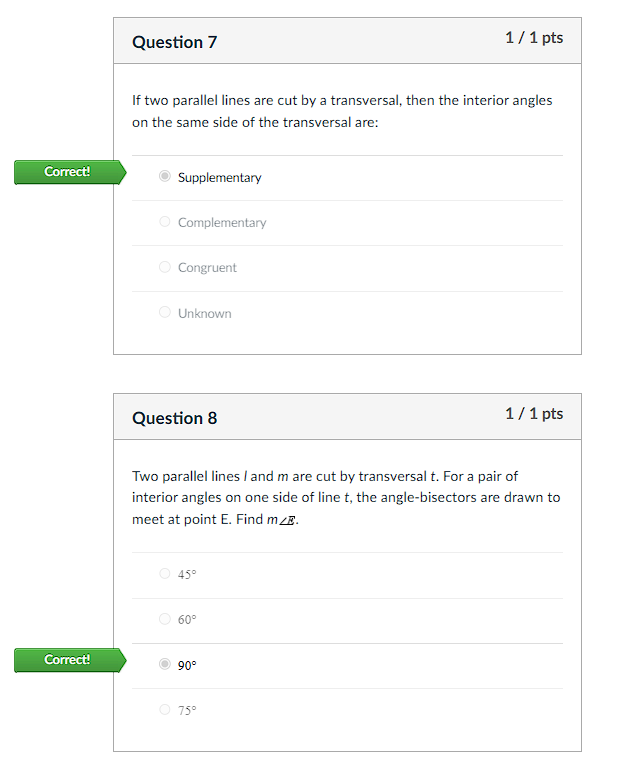 Question 7
1 / 1 pts
If two parallel lines are cut by a transversal, then the interior angles
on the same side of the transversal are:
Correct!
Supplementary
Complementary
Congruent
Unknown
Question 8
1 / 1 pts
Two parallel lines l and m are cut by transversal t. For a pair of
interior angles on one side of line t, the angle-bisectors are drawn to
meet at point E. Find m∠E.
45°
60°
Correct!
90°
75°